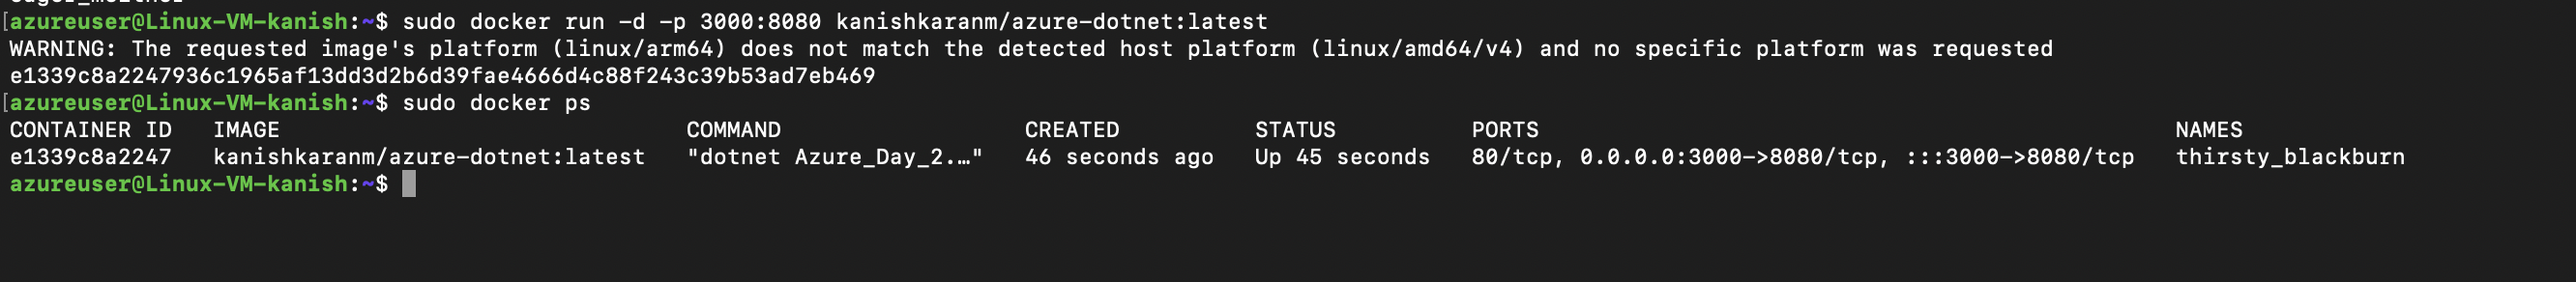 [azureuser@Linux-VM-kanish:~$ sudo docker run -d -p 3000:8080 kanishkaranm/azure-dotnet:latest
WARNING: The requested image's platform (linux/arm64) does not match the detected host platform (linux/amd64/v4) and no specific platform was requested
e1339c8a2247936c1965af13dd3d2b6d39fae4666d4c88f243c39b53ad7eb469
[azureuser@Linux-VM-kanish:~$ sudo docker ps
CONTAINER ID   IMAGE                              COMMAND                  CREATED          STATUS          PORTS                                               NAMES
e1339c8a2247   kanishkaranm/azure-dotnet:latest   "dotnet Azure_Day_2.…"   46 seconds ago   Up 45 seconds   80/tcp, 0.0.0.0:3000->8080/tcp, :::3000->8080/tcp   thirsty_blackburn
azureuser@Linux-VM-kanish:~$